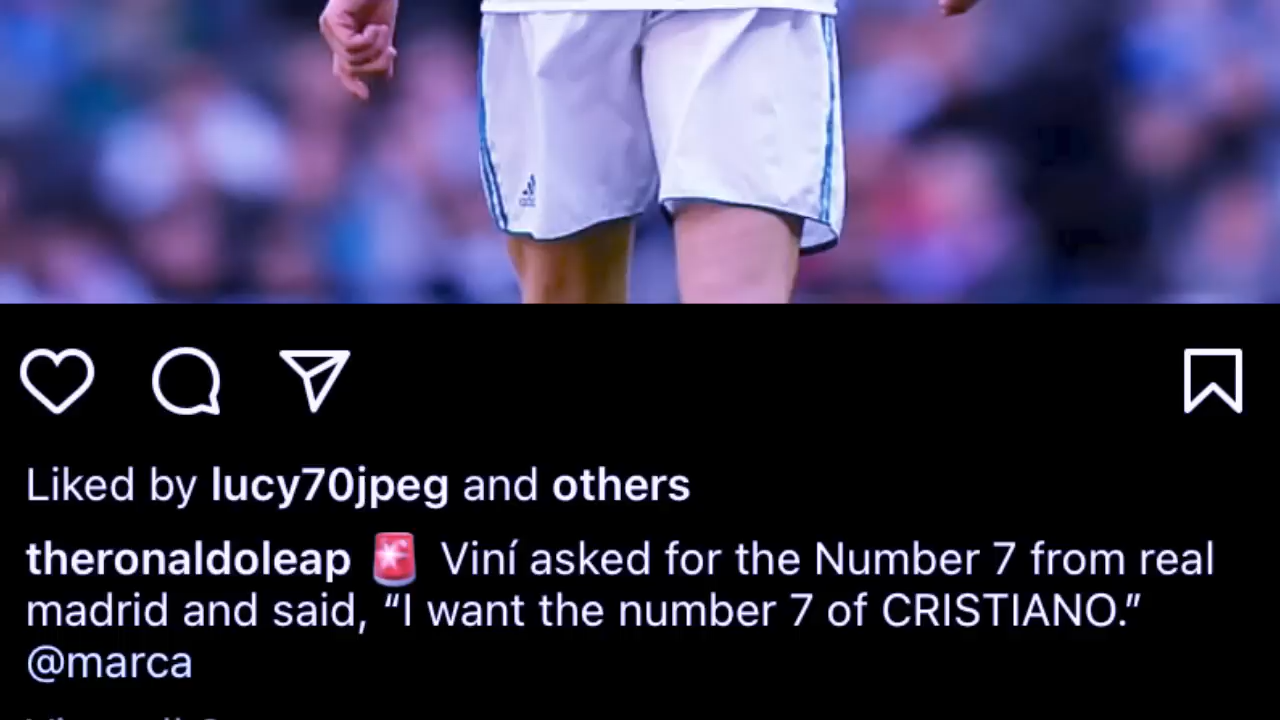 Liked by lucy70jpeg and others
theronaldoleap 🚨 Viní asked for the Number 7 from real
madrid and said, “I want the number 7 of CRISTIANO.”
@marca